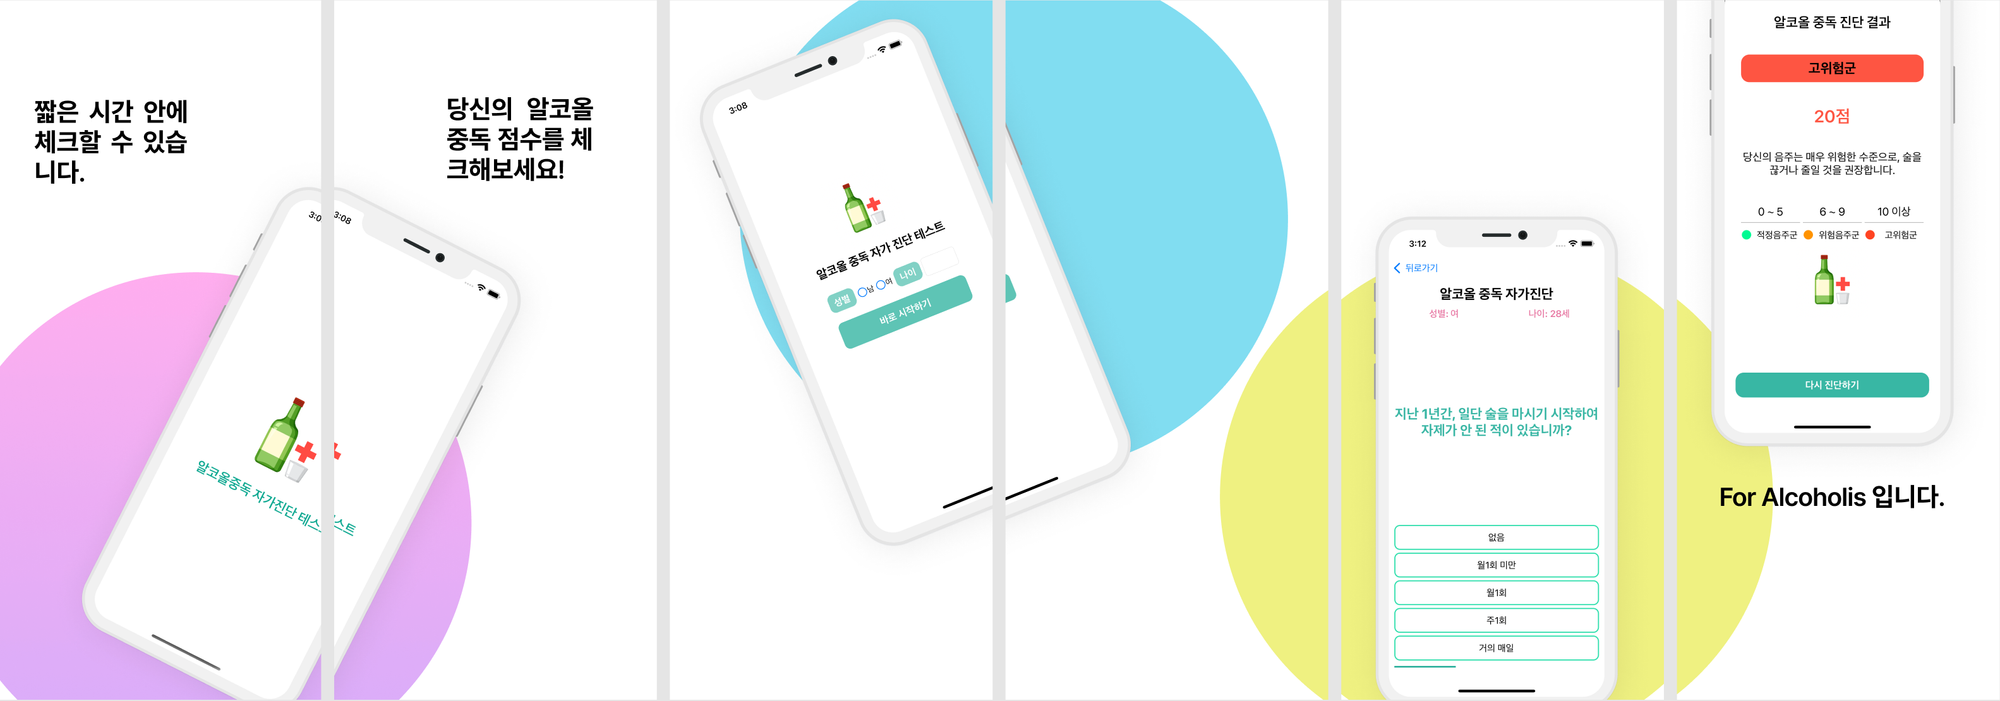 짧은 시간 안에
체크할 수 있습
니다.
3:0
알코올중독 자가진단 테스
당신의 알코올
중독 점수를 체
크해보세요!
3:08
스트
3:08
알코올 중독 자가 진단 테스트
성별 남 여 나이
바로 시작하기
3:12
뒤로가기
알코올 중독 자가진단
성별: 여 나이: 28세
지난 1년간, 일단 술을 마시기 시작하여
자제가 안 된 적이 있습니까?
없음
월1회 미만
월1회
주1회
거의 매일
알코올 중독 진단 결과
고위험군
20점
당신의 음주는 매우 위험한 수준으로, 술을
끊거나 줄일 것을 권장합니다.
0 ~ 5 6 ~ 9 10 이상
적정음주군 위험음주군 고위험군
다시 진단하기
For Alcoholis 입니다.